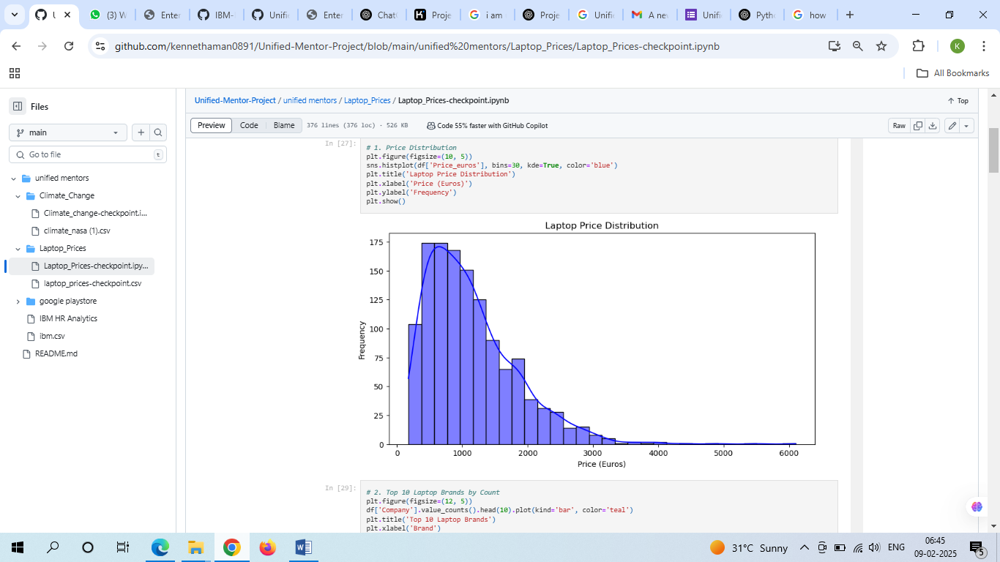 U
(3) W
Enter
IBM-
Unifi
Enter
Chat
Proje
i am
Proje
Unifi
A nev
Unifi
Pyth
how
github.com/kennethaman0891/Unified-Mentor-Project/blob/main/unified%20mentors/Laptop_Prices/Laptop_Prices-checkpoint.ipynb
K
All Bookmarks
Files
main
Go to file
t
unified mentors
Climate_Change
Climate_change-checkpoint.i...
climate_nasa (1).csv
Laptop_Prices
Laptop_Prices-checkpoint.ipy...
laptop_prices-checkpoint.csv
google playstore
IBM HR Analytics
ibm.csv
README.md
Unified-Mentor-Project / unified mentors / Laptop_Prices / Laptop_Prices-checkpoint.ipynb
Top
Preview Code Blame 376 lines (376 loc) · 526 KB Code 55% faster with GitHub Copilot
Raw
In [27]:
# 1. Price Distribution
plt.figure(figsize=(10, 5))
sns.histplot(df['Price_euros'], bins=30, kde=True, color='blue')
plt.title('Laptop Price Distribution')
plt.xlabel('Price (Euros)')
plt.ylabel('Frequency')
plt.show()
Laptop Price Distribution
175
150
125
100
75
50
25
0
Frequency
0 1000 2000 3000 4000 5000 6000
Price (Euros)
In [29]:
# 2. Top 10 Laptop Brands by Count
plt.figure(figsize=(12, 5))
df['Company'].value_counts().head(10).plot(kind='bar', color='teal')
plt.title('Top 10 Laptop Brands')
plt.xlabel('Brand')
31°C Sunny
ENG
06:45
09-02-2025
5